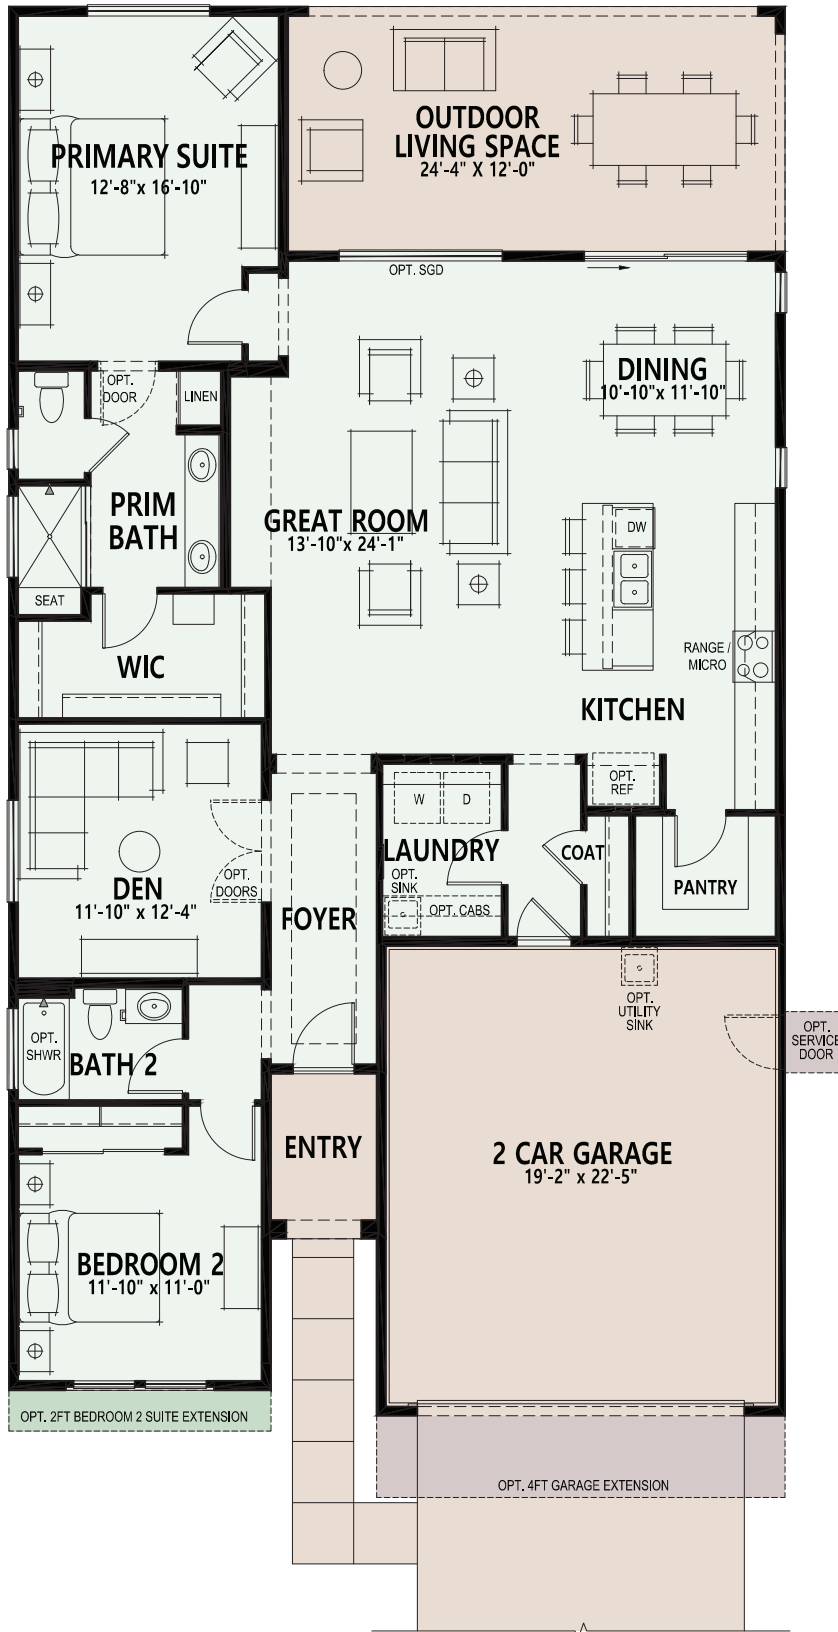 PRIMARY SUITE
12'-8"x 16'-10"
OUTDOOR
LIVING SPACE
24'-4" X 12'-0"
OPT. SGD
OPT.
DOOR
LINEN
DINING
10'-10"x 11'-10"
PRIM
BATH
GREAT ROOM
13'-10"x 24'-1"
DW
SEAT
RANGE /
MICRO
WIC
KITCHEN
OPT.
REF
W
D
LAUNDRY
COAT
OPT.
SINK
OPT. CABS
PANTRY
OPT.
DOORS
DEN
11'-10" x 12'-4"
FOYER
OPT.
UTILITY
SINK
OPT.
SERVICE
DOOR
OPT.
SHWR
BATH 2
ENTRY
2 CAR GARAGE
19'-2" x 22'-5"
BEDROOM 2
11'-10" x 11'-0"
OPT. 2FT BEDROOM 2 SUITE EXTENSION
OPT. 4FT GARAGE EXTENSION